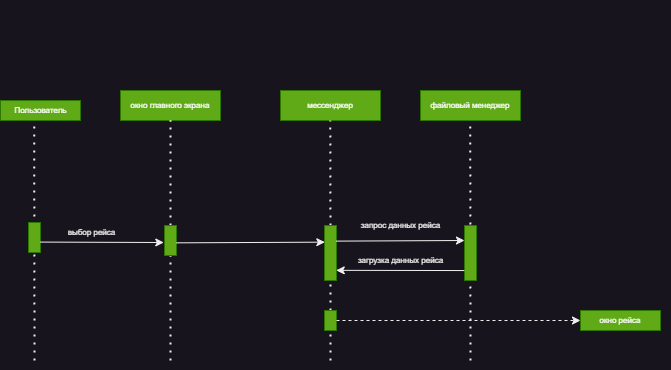 Пользователь
окно главного экрана
мессенджер
файловый менеджер
выбор рейса
запрос данных рейса
загрузка данных рейса
окно рейса